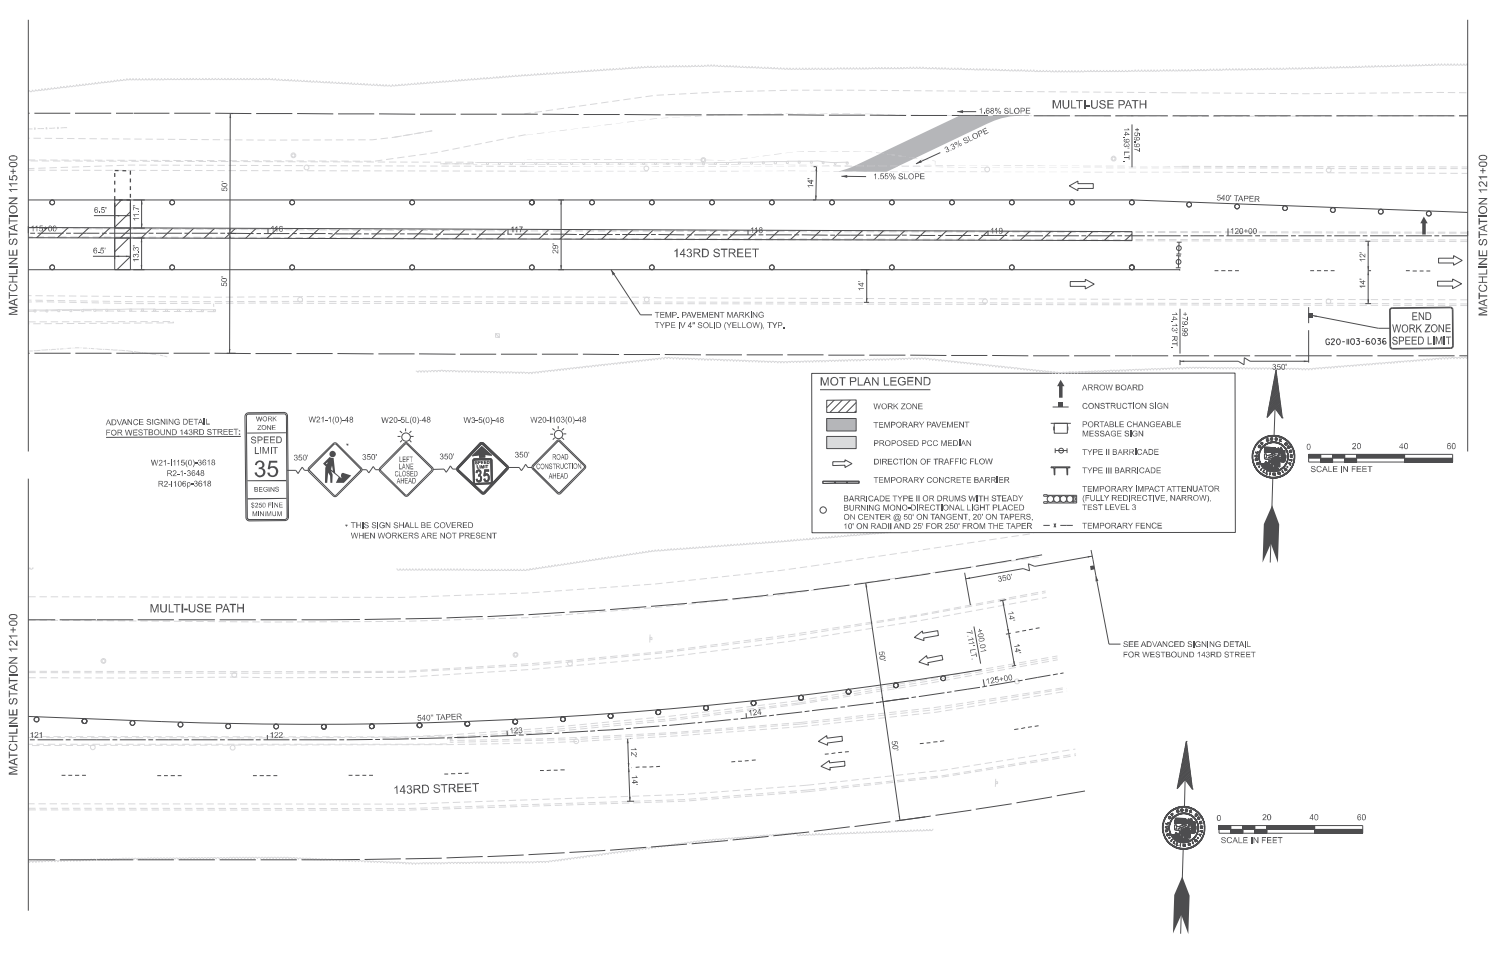 MATCHLINE STATION 115+00
1.68% SLOPE
MULTI-USE PATH
3.3% SLOPE
1.55% SLOPE
+59.97
14.93' LT.
50'
14'
540' TAPER
6.5'
11.7'
115+00
116
117
118
119
120+00
6.5'
13.3'
29'
143RD STREET
12'
14'
50'
14'
TEMP. PAVEMENT MARKING
TYPE IV 4" SOLID (YELLOW), TYP.
+79.99
14.13' RT.
END
WORK ZONE
SPEED LIMIT
G20-I103-6036
350'
MATCHLINE STATION 121+00
ADVANCE SIGNING DETAIL
FOR WESTBOUND 143RD STREET:
W21-I115(0)-3618
R2-1-3648
R2-I106p-3618
WORK
ZONE
SPEED
LIMIT
35
BEGINS
$250 FINE
MINIMUM
350'
W21-1(0)-48
*
350'
W20-5L(0)-48
LEFT
LANE
CLOSED
AHEAD
350'
W3-5(0)-48
SPEED
LIMIT
35
350'
W20-I103(0)-48
ROAD
CONSTRUCTION
AHEAD
* THIS SIGN SHALL BE COVERED
WHEN WORKERS ARE NOT PRESENT
MOT PLAN LEGEND
WORK ZONE
TEMPORARY PAVEMENT
PROPOSED PCC MEDIAN
DIRECTION OF TRAFFIC FLOW
TEMPORARY CONCRETE BARRIER
BARRICADE TYPE II OR DRUMS WITH STEADY
BURNING MONO-DIRECTIONAL LIGHT PLACED
ON CENTER @ 50' ON TANGENT, 20' ON TAPERS,
10' ON RADII AND 25' FOR 250' FROM THE TAPER
ARROW BOARD
CONSTRUCTION SIGN
PORTABLE CHANGEABLE
MESSAGE SIGN
TYPE II BARRICADE
TYPE III BARRICADE
TEMPORARY IMPACT ATTENUATOR
(FULLY REDIRECTIVE, NARROW),
TEST LEVEL 3
TEMPORARY FENCE
0 20 40 60
SCALE IN FEET
MATCHLINE STATION 121+00
MULTI-USE PATH
350'
14'
14'
+00.01
7.11' LT.
50'
SEE ADVANCED SIGNING DETAIL
FOR WESTBOUND 143RD STREET
540' TAPER
121
122
123
124
125+00
12'
14'
50'
143RD STREET
0 20 40 60
SCALE IN FEET